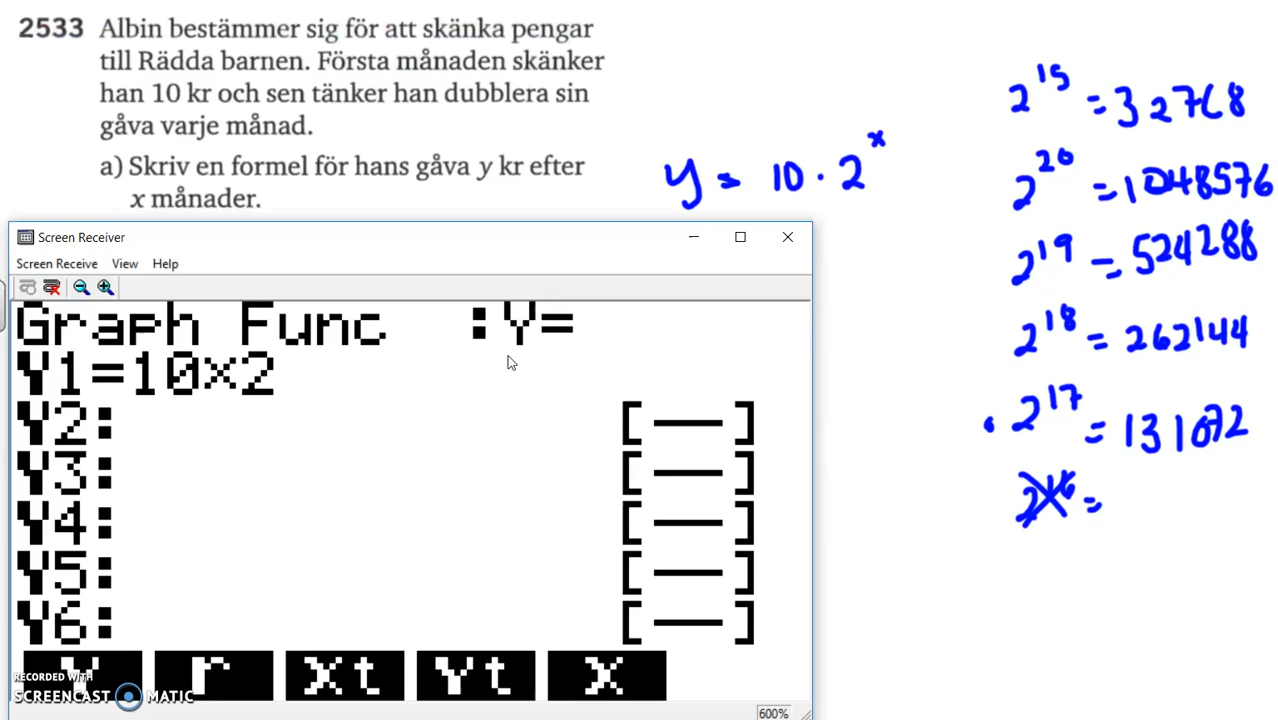 2533 Albin bestämmer sig för att skänka pengar
till Rädda barnen. Första månaden skänker
han 10 kr och sen tänker han dubblera sin
gåva varje månad.
a) Skriv en formel för hans gåva y kr efter
x månader.
y = 10 · 2^x
2^15 = 32768
2^20 = 1048576
2^19 = 524288
2^18 = 262144
· 2^17 = 131072
2^16 =
Screen Receiver
Screen Receive View Help
Graph Func :Y=
Y1=10×2
Y2: [—]
Y3: [—]
Y4: [—]
Y5: [—]
Y6: [—]
Y r Xt Yt X
RECORDED WITH
SCREENCAST MATIC
600%